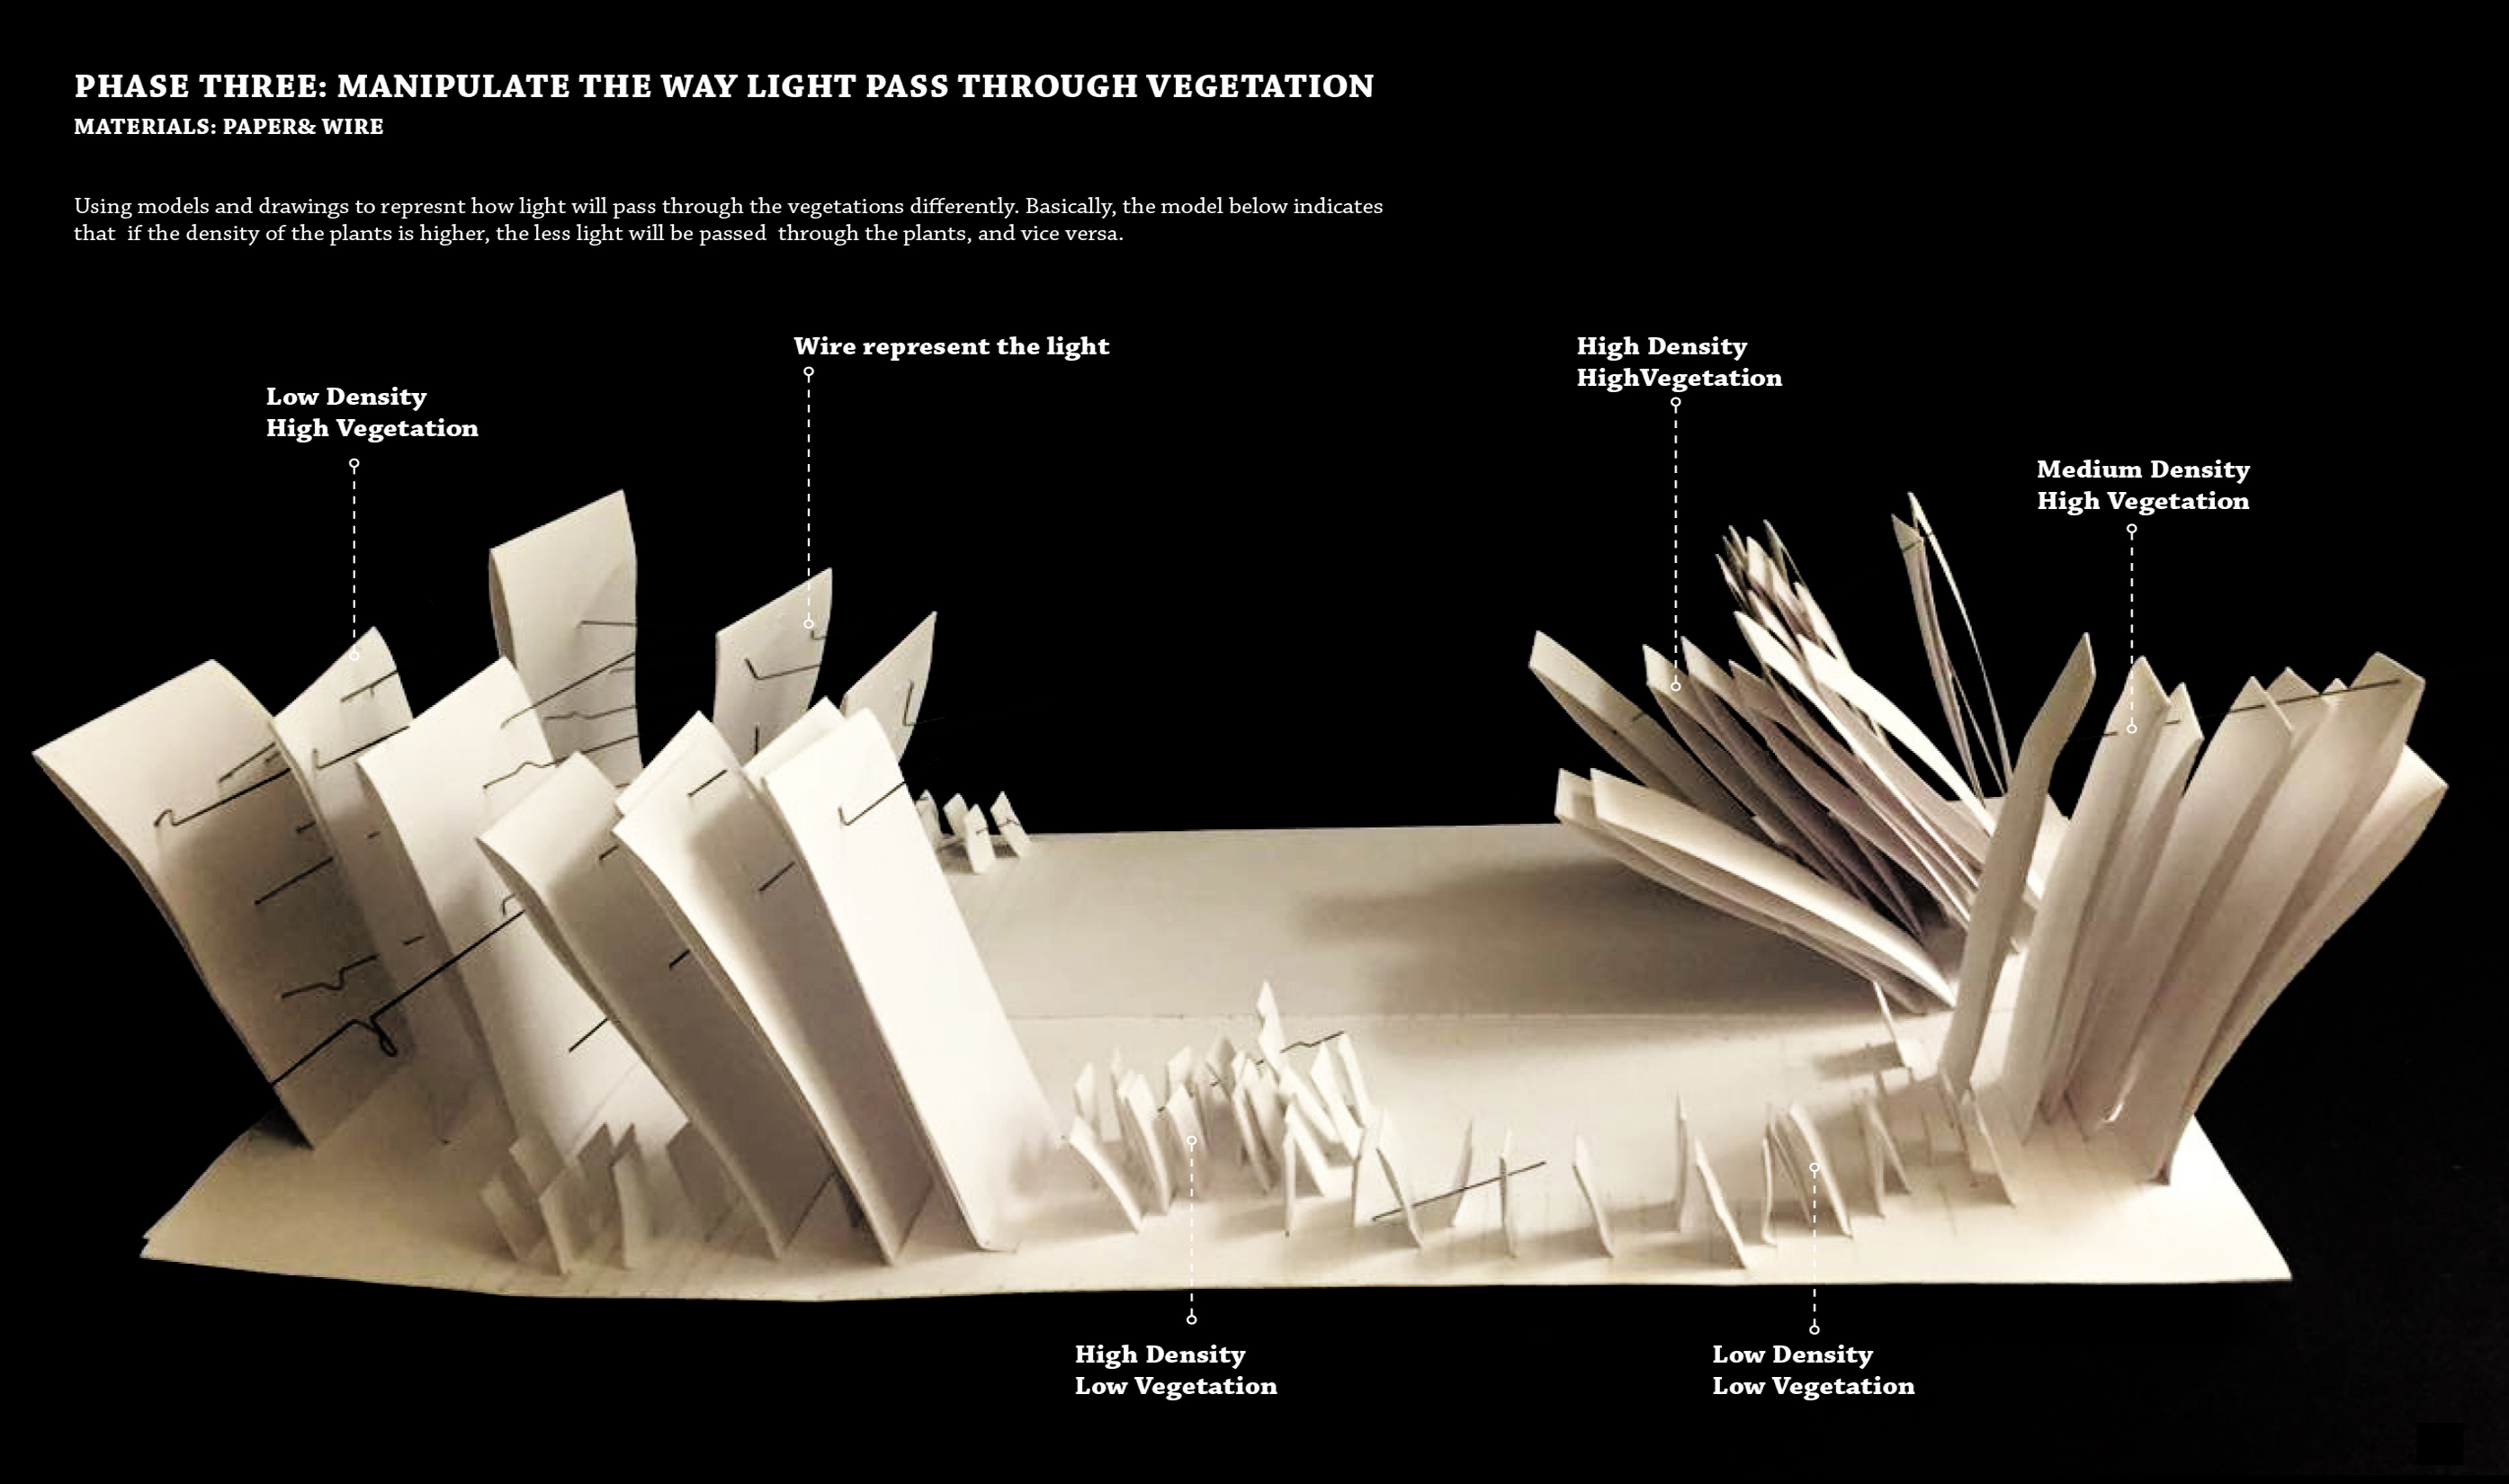 PHASE THREE: MANIPULATE THE WAY LIGHT PASS THROUGH VEGETATION
MATERIALS: PAPER& WIRE
Using models and drawings to represnt how light will pass through the vegetations differently. Basically, the model below indicates
that  if the density of the plants is higher, the less light will be passed  through the plants, and vice versa.
Wire represent the light
High Density
HighVegetation
Low Density
High Vegetation
Medium Density
High Vegetation
High Density
Low Vegetation
Low Density
Low Vegetation